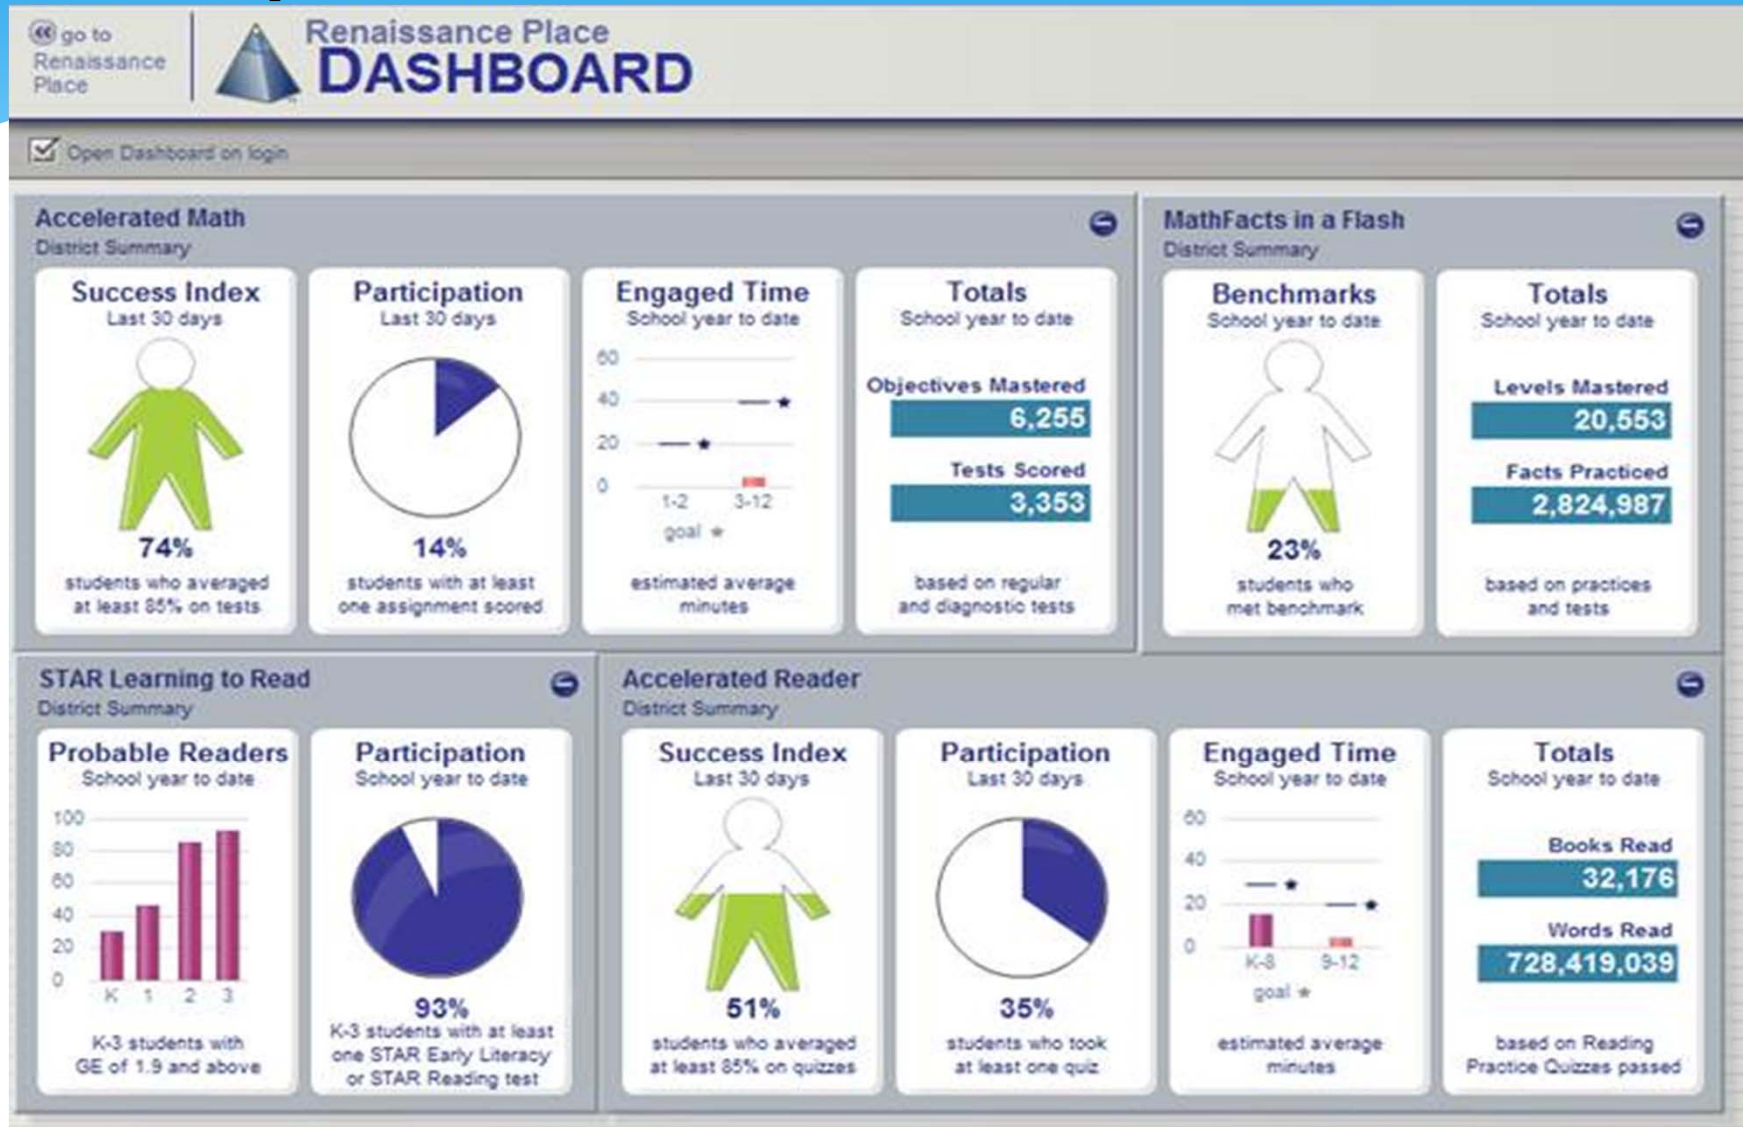 go to
Renaissance
Place
Renaissance Place
DASHBOARD
Open Dashboard on login
Accelerated Math
District Summary
Success Index
Last 30 days
74%
students who averaged
at least 85% on tests
Participation
Last 30 days
14%
students with at least
one assignment scored
Engaged Time
School year to date
60
40
20
0
1-2 3-12
goal ★
estimated average
minutes
Totals
School year to date
Objectives Mastered
6,255
Tests Scored
3,353
based on regular
and diagnostic tests
MathFacts in a Flash
District Summary
Benchmarks
School year to date
23%
students who
met benchmark
Totals
School year to date
Levels Mastered
20,553
Facts Practiced
2,824,987
based on practices
and tests
STAR Learning to Read
District Summary
Probable Readers
School year to date
100
80
60
40
20
0
K 1 2 3
K-3 students with
GE of 1.9 and above
Participation
School year to date
93%
K-3 students with at least
one STAR Early Literacy
or STAR Reading test
Accelerated Reader
District Summary
Success Index
Last 30 days
51%
students who averaged
at least 85% on quizzes
Participation
Last 30 days
35%
students who took
at least one quiz
Engaged Time
School year to date
60
40
20
0
K-8 9-12
goal ★
estimated average
minutes
Totals
School year to date
Books Read
32,176
Words Read
728,419,039
based on Reading
Practice Quizzes passed